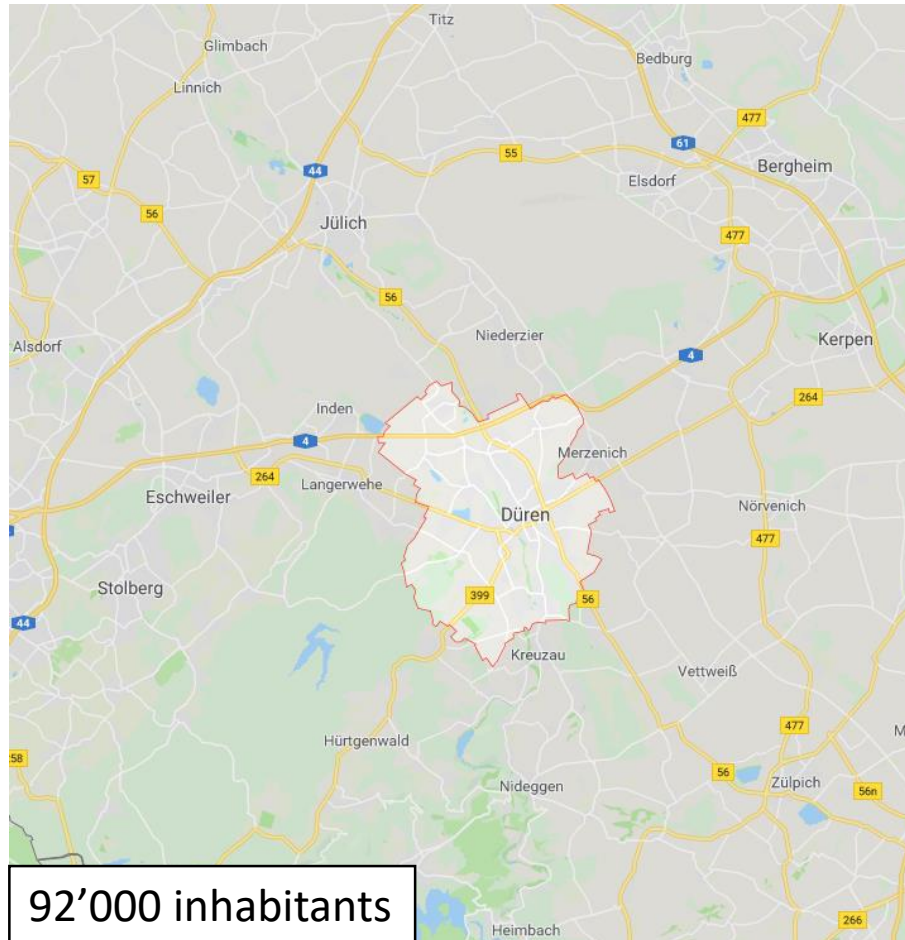 Titz
Glimbach
Bedburg
Linnich
477
61
55
Bergheim
44
57
Elsdorf
56
Jülich
477
56
Niederzier
Kerpen
Alsdorf
4
264
Inden
4
Merzenich
264
Langerwehe
Eschweiler
Düren
Nörvenich
477
Stolberg
399
56
44
Kreuzau
Vettweiß
477
M
Hürtgenwald
58
56
Zülpich
Nideggen
56n
92’000 inhabitants
266
Heimbach